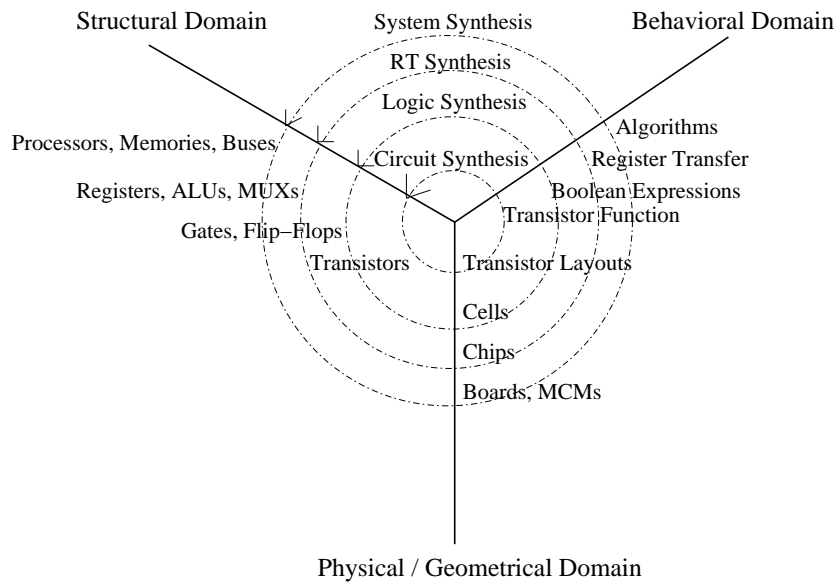 Structural Domain
System Synthesis
Behavioral Domain
RT Synthesis
Logic Synthesis
Algorithms
Processors, Memories, Buses
Circuit Synthesis
Register Transfer
Registers, ALUs, MUXs
Boolean Expressions
Transistor Function
Gates, Flip−Flops
Transistors
Transistor Layouts
Cells
Chips
Boards, MCMs
Physical / Geometrical Domain